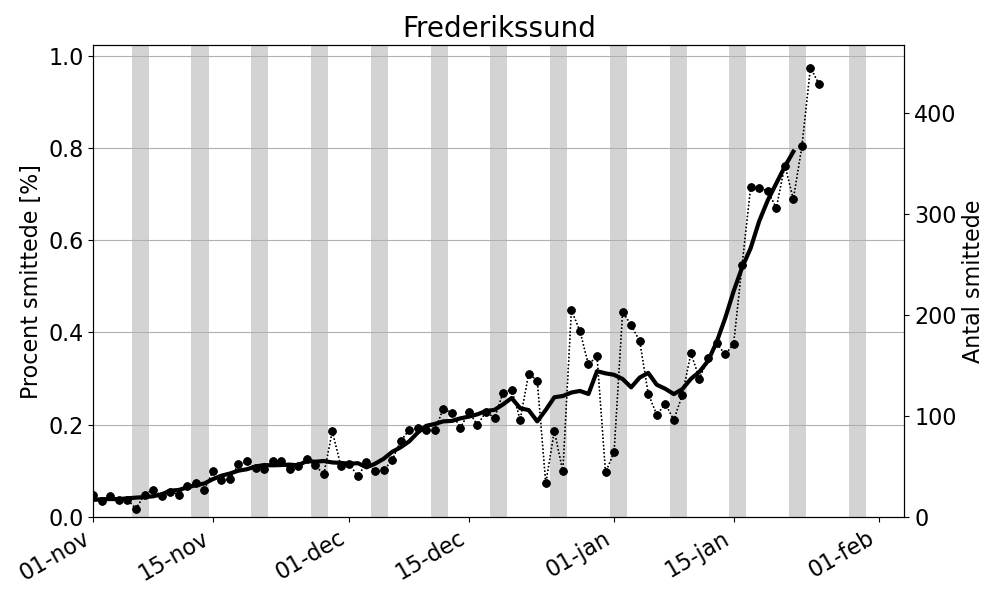 Frederikssund
Procent smittede [%]
1.0
0.8
0.6
0.4
0.2
0.0
400
300
200
100
0
Antal smittede
01-nov
15-nov
01-dec
15-dec
01-jan
15-jan
01-feb